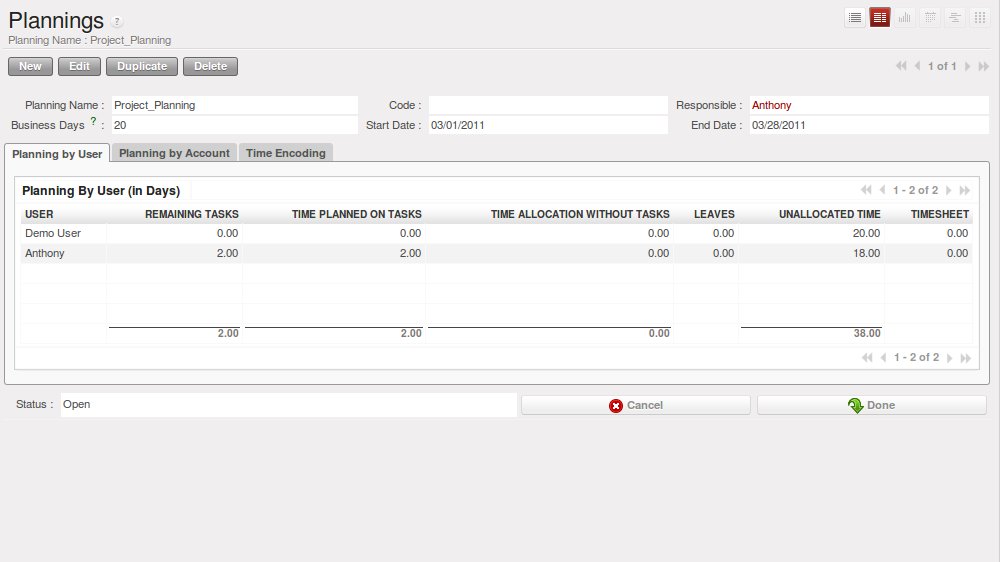 Plannings ?
Planning Name : Project_Planning
New Edit Duplicate Delete 1 of 1
Planning Name : Project_Planning Code : Responsible : Anthony
Business Days ? : 20 Start Date : 03/01/2011 End Date : 03/28/2011
Planning by User Planning by Account Time Encoding
Planning By User (in Days) 1 - 2 of 2
USER REMAINING TASKS TIME PLANNED ON TASKS TIME ALLOCATION WITHOUT TASKS LEAVES UNALLOCATED TIME TIMESHEET
Demo User 0.00 0.00 0.00 0.00 20.00 0.00
Anthony 2.00 2.00 0.00 0.00 18.00 0.00
2.00 2.00 0.00 38.00
1 - 2 of 2
Status : Open Cancel Done